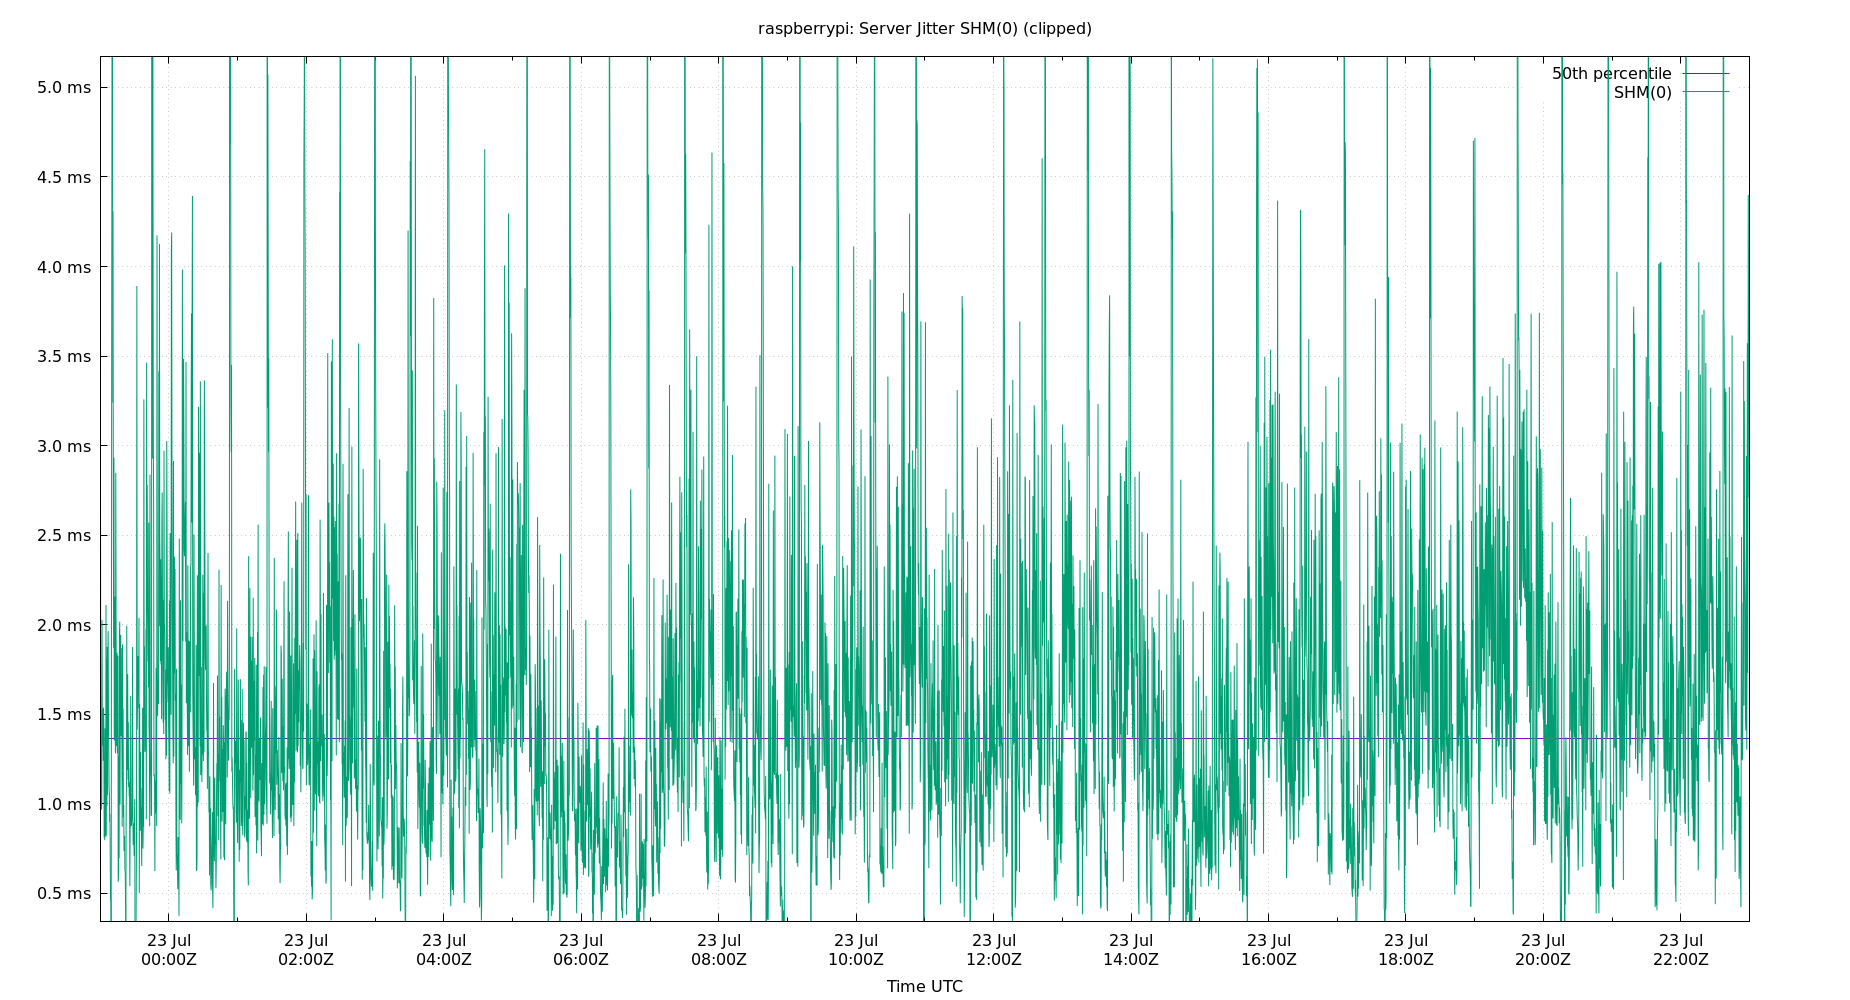 raspberrypi: Server Jitter SHM(0) (clipped)
50th percentile
SHM(0)
5.0 ms
4.5 ms
4.0 ms
3.5 ms
3.0 ms
2.5 ms
2.0 ms
1.5 ms
1.0 ms
0.5 ms
23 Jul 23 Jul 23 Jul 23 Jul 23 Jul 23 Jul 23 Jul 23 Jul 23 Jul 23 Jul 23 Jul 23 Jul
00:00Z 02:00Z 04:00Z 06:00Z 08:00Z 10:00Z 12:00Z 14:00Z 16:00Z 18:00Z 20:00Z 22:00Z
Time UTC